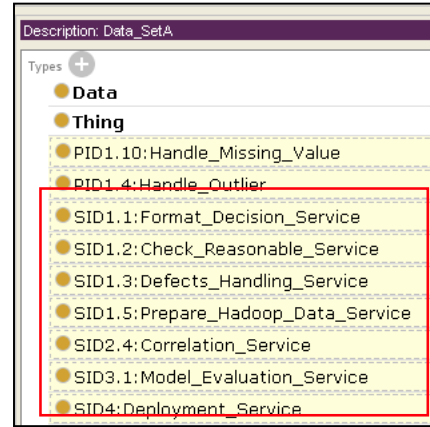 Description: Data_SetA
Types
Data
Thing
PID1.10:Handle_Missing_Value
PID1.4:Handle_Outlier
SID1.1:Format_Decision_Service
SID1.2:Check_Reasonable_Service
SID1.3:Defects_Handling_Service
SID1.5:Prepare_Hadoop_Data_Service
SID2.4:Correlation_Service
SID3.1:Model_Evaluation_Service
SID4:Deployment_Service